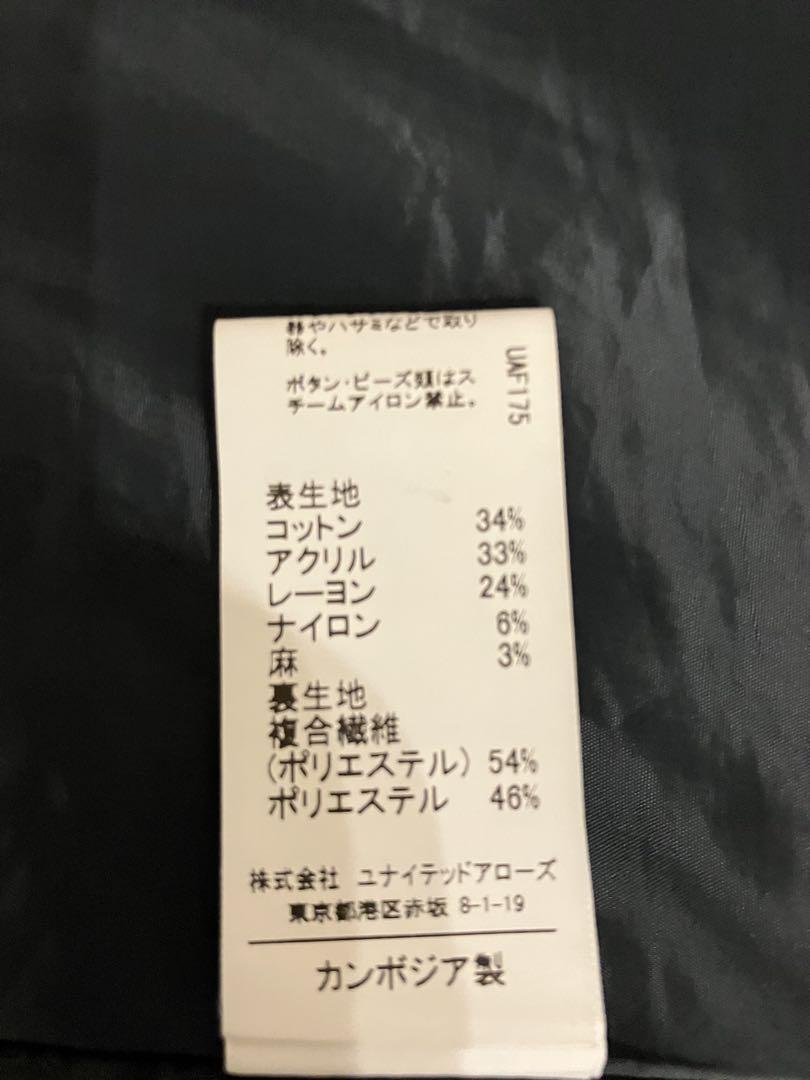 やハサミなどで取り
除く。
ボタン・ビーズ類はス
チームアイロン禁止。
UAF175
表生地
コットン 34%
アクリル 33%
レーヨン 24%
ナイロン 6%
麻 3%
裏生地
複合繊維
(ポリエステル) 54%
ポリエステル 46%
株式会社 ユナイテッドアローズ
東京都港区赤坂 8-1-19
カンボジア製